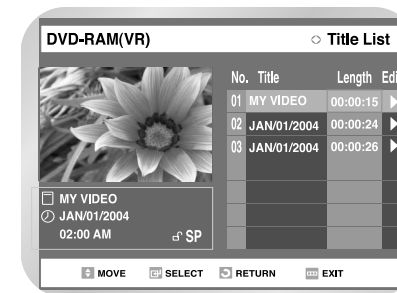 DVD-RAM(VR) Title List
No. Title Length Edi
01 MY VIDEO 00:00:15
02 JAN/01/2004 00:00:24
03 JAN/01/2004 00:00:26
MY VIDEO
JAN/01/2004
02:00 AM SP
MOVE SELECT RETURN EXIT